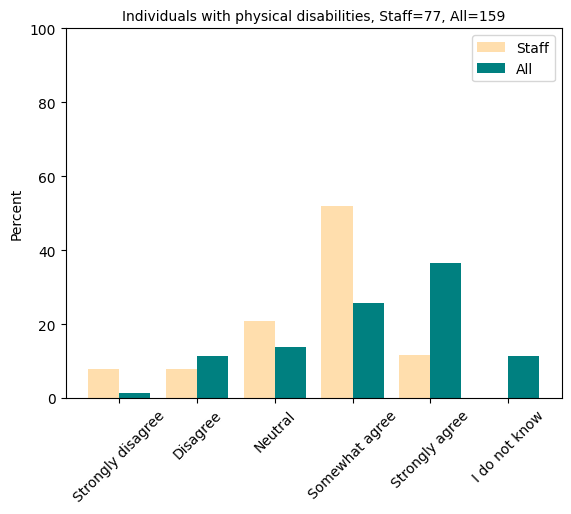 Individuals with physical disabilities, Staff=77, All=159
Staff
All
Percent
100
80
60
40
20
0
Strongly disagree
Disagree
Neutral
Somewhat agree
Strongly agree
I do not know